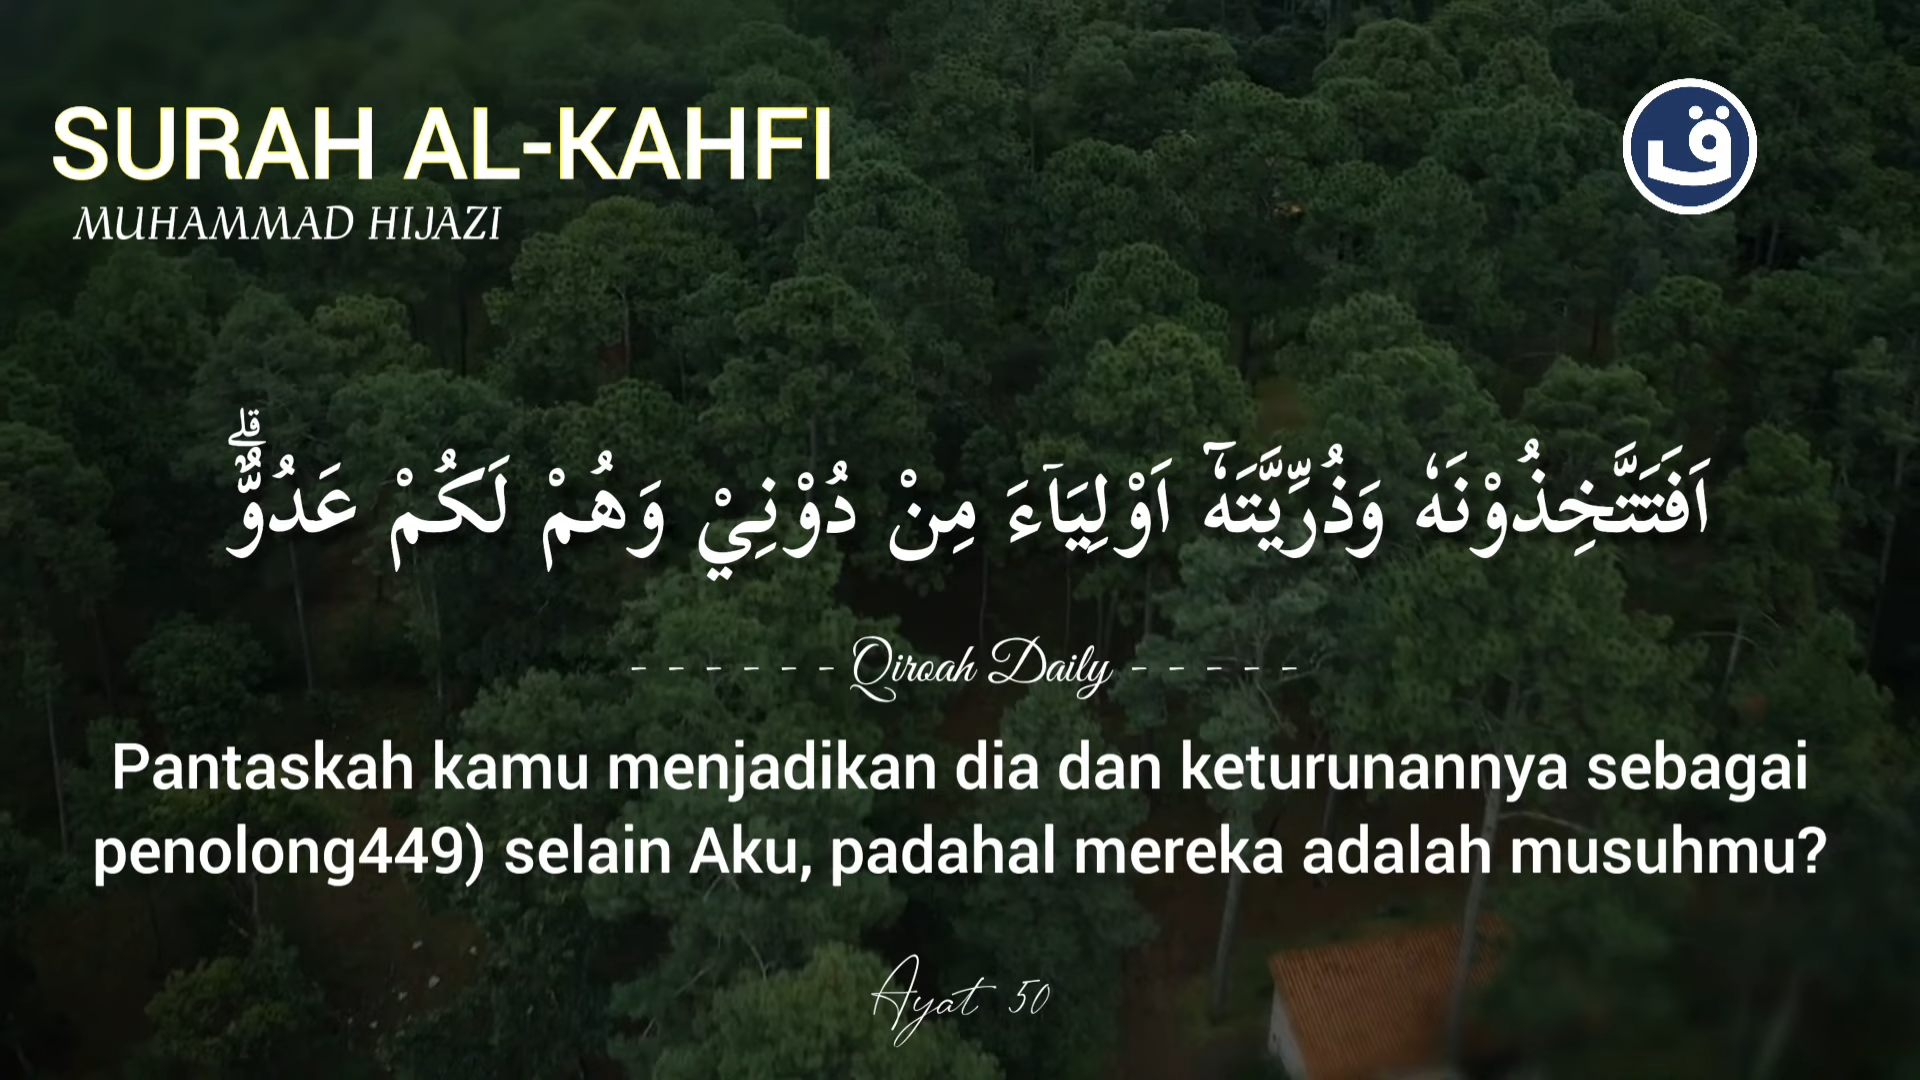 SURAH AL-KAHFI
MUHAMMAD HIJAZI
ق
اَفَتَتَّخِذُوْنَهٗ وَذُرِّيَّتَهٗٓ اَوْلِيَاۤءَ مِنْ دُوْنِيْ وَهُمْ لَكُمْ عَدُوٌّۗ
- - - - - - Qiroah Daily - - - - -
Pantaskah kamu menjadikan dia dan keturunannya sebagai
penolong449) selain Aku, padahal mereka adalah musuhmu?
Ayat 50